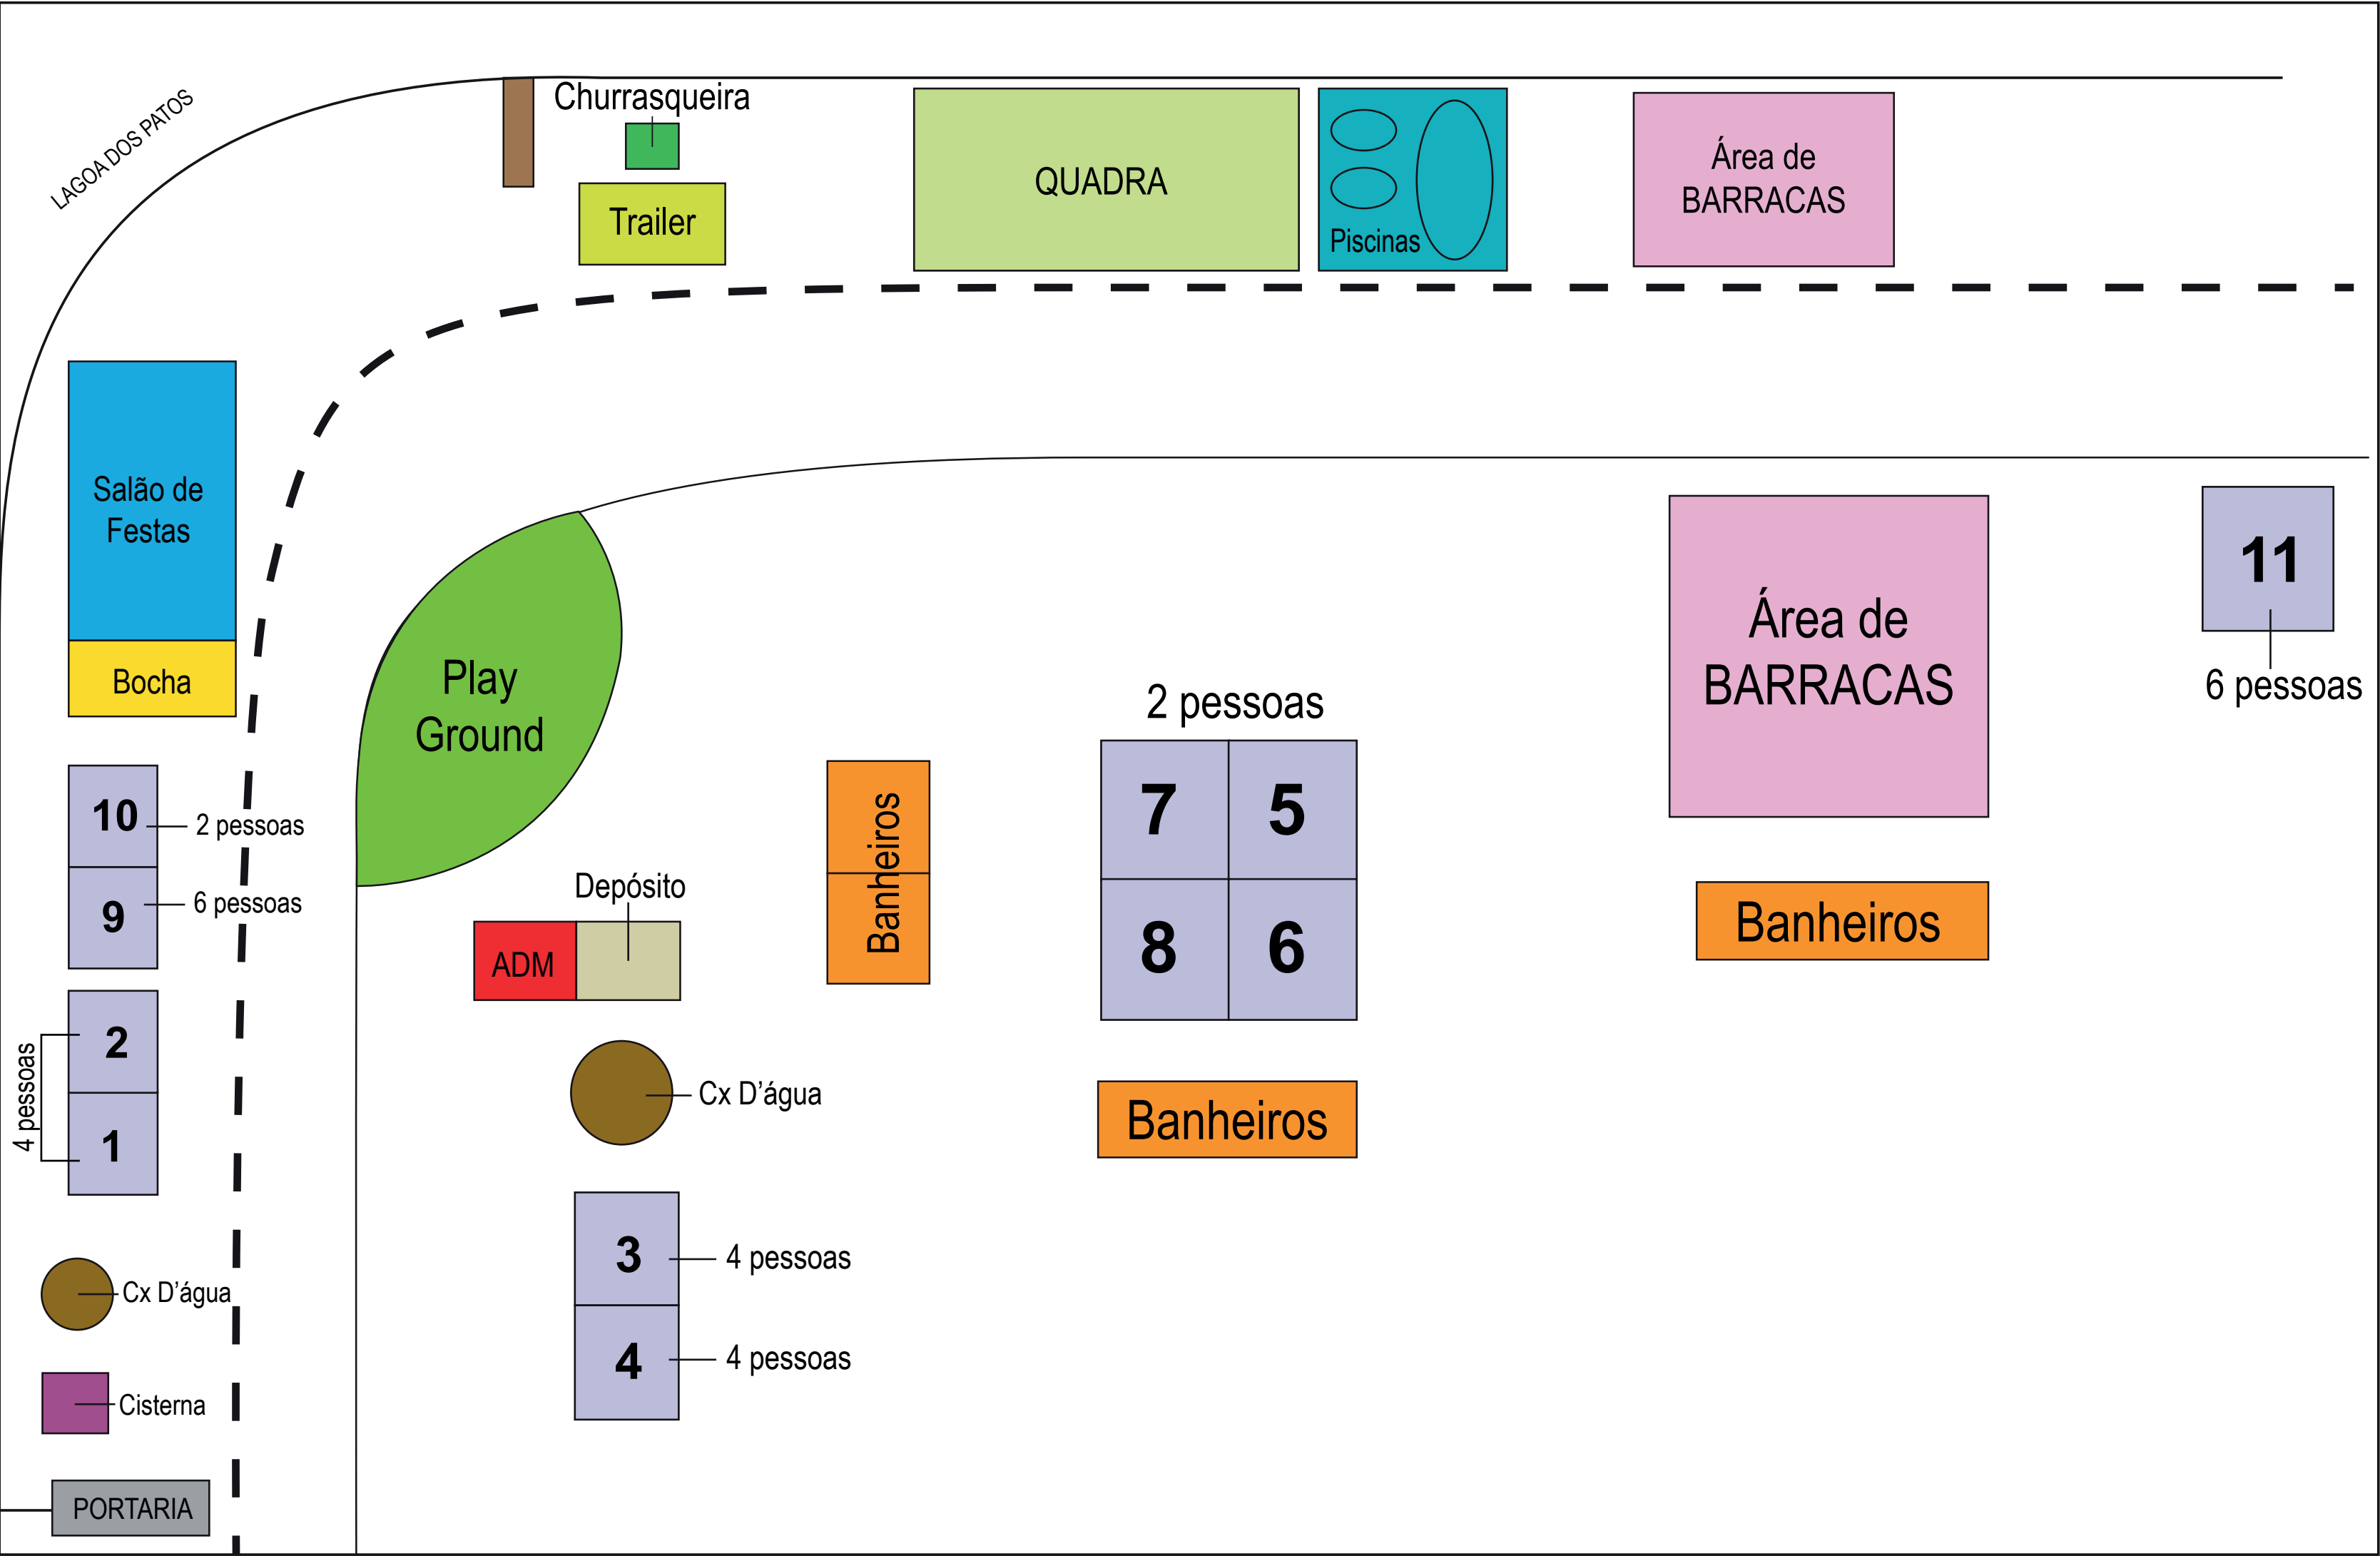 LAGOA DOS PATOS
Churrasqueira
Trailer
QUADRA
Piscinas
Área de
BARRACAS
Salão de
Festas
Bocha
Play
Ground
Área de
BARRACAS
11
6 pessoas
2 pessoas
7
5
8
6
Banheiros
Banheiros
Banheiros
10
2 pessoas
9
6 pessoas
Depósito
ADM
2
1
4 pessoas
Cx D’água
3
4 pessoas
4
4 pessoas
Cx D’água
Cisterna
PORTARIA